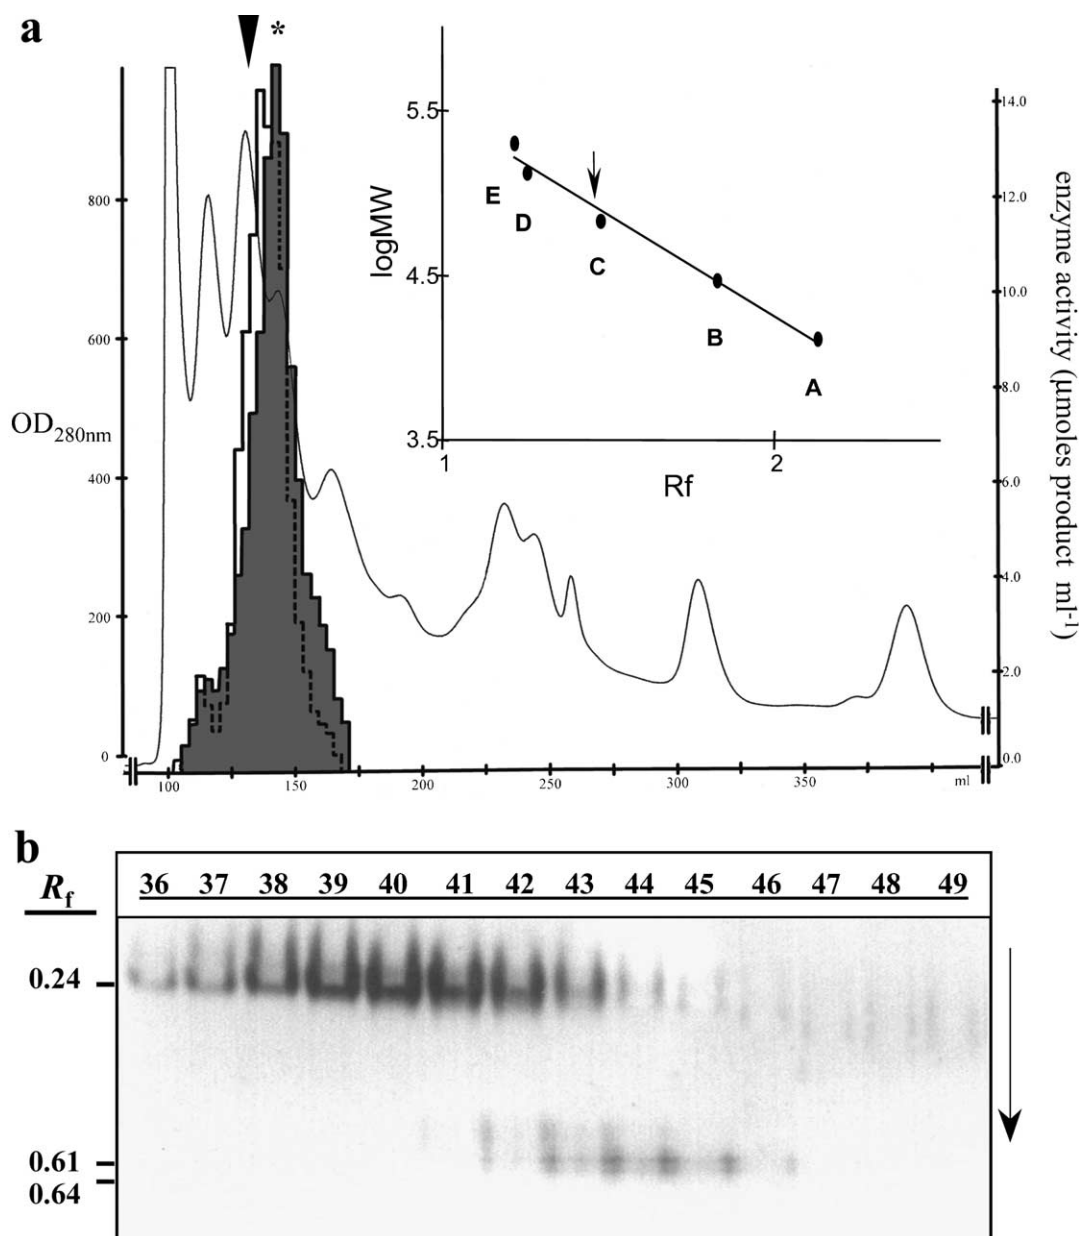 a
*
800
600
OD280nm
400
200
0
100 150 200 250 300 350 ml
14.0
12.0
10.0
8.0
6.0
4.0
2.0
0.0
enzyme activity (μmoles product ml-1)
5.5
4.5
3.5
logMW
E
D
C
B
A
1 2
Rf
b
Rf
36 37 38 39 40 41 42 43 44 45 46 47 48 49
0.24
0.61
0.64